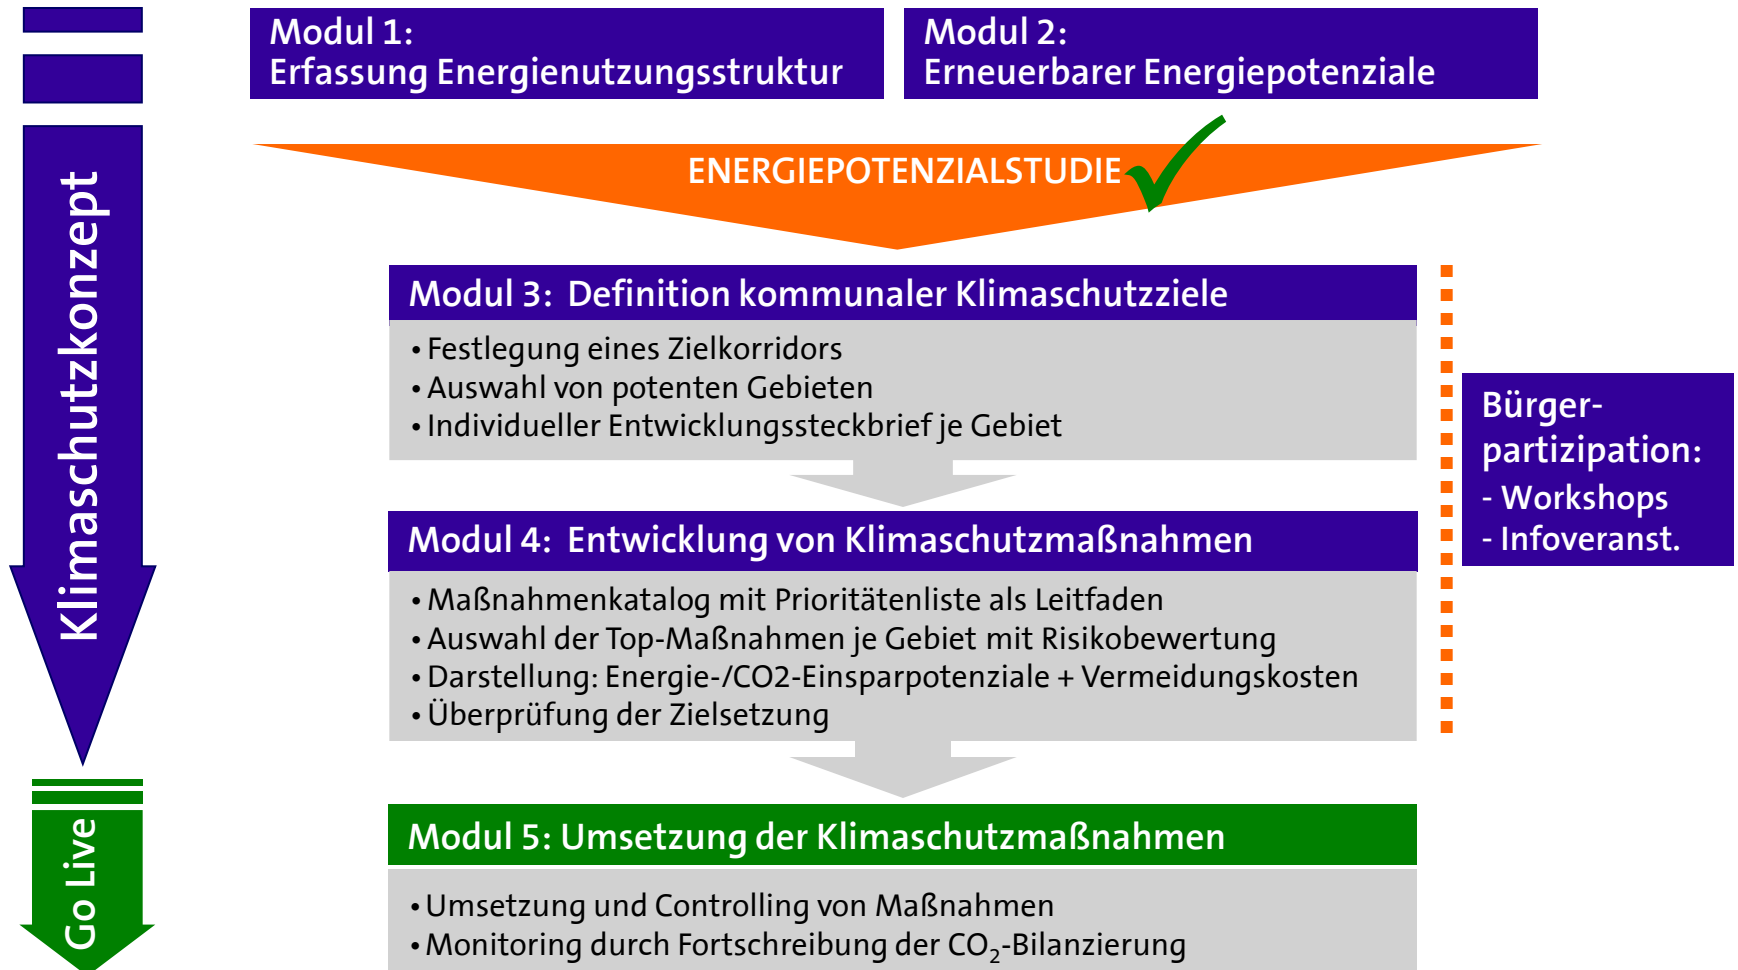 Modul 1:
Erfassung Energienutzungsstruktur
Modul 2:
Erneuerbarer Energiepotenziale
ENERGIEPOTENZIALSTUDIE
Klimaschutzkonzept
Modul 3: Definition kommunaler Klimaschutzziele
• Festlegung eines Zielkorridors
• Auswahl von potenten Gebieten
• Individueller Entwicklungssteckbrief je Gebiet
Bürger-
partizipation:
- Workshops
- Infoveranst.
Modul 4: Entwicklung von Klimaschutzmaßnahmen
• Maßnahmenkatalog mit Prioritätenliste als Leitfaden
• Auswahl der Top-Maßnahmen je Gebiet mit Risikobewertung
• Darstellung: Energie-/CO2-Einsparpotenziale + Vermeidungskosten
• Überprüfung der Zielsetzung
Go Live
Modul 5: Umsetzung der Klimaschutzmaßnahmen
• Umsetzung und Controlling von Maßnahmen
• Monitoring durch Fortschreibung der CO₂-Bilanzierung